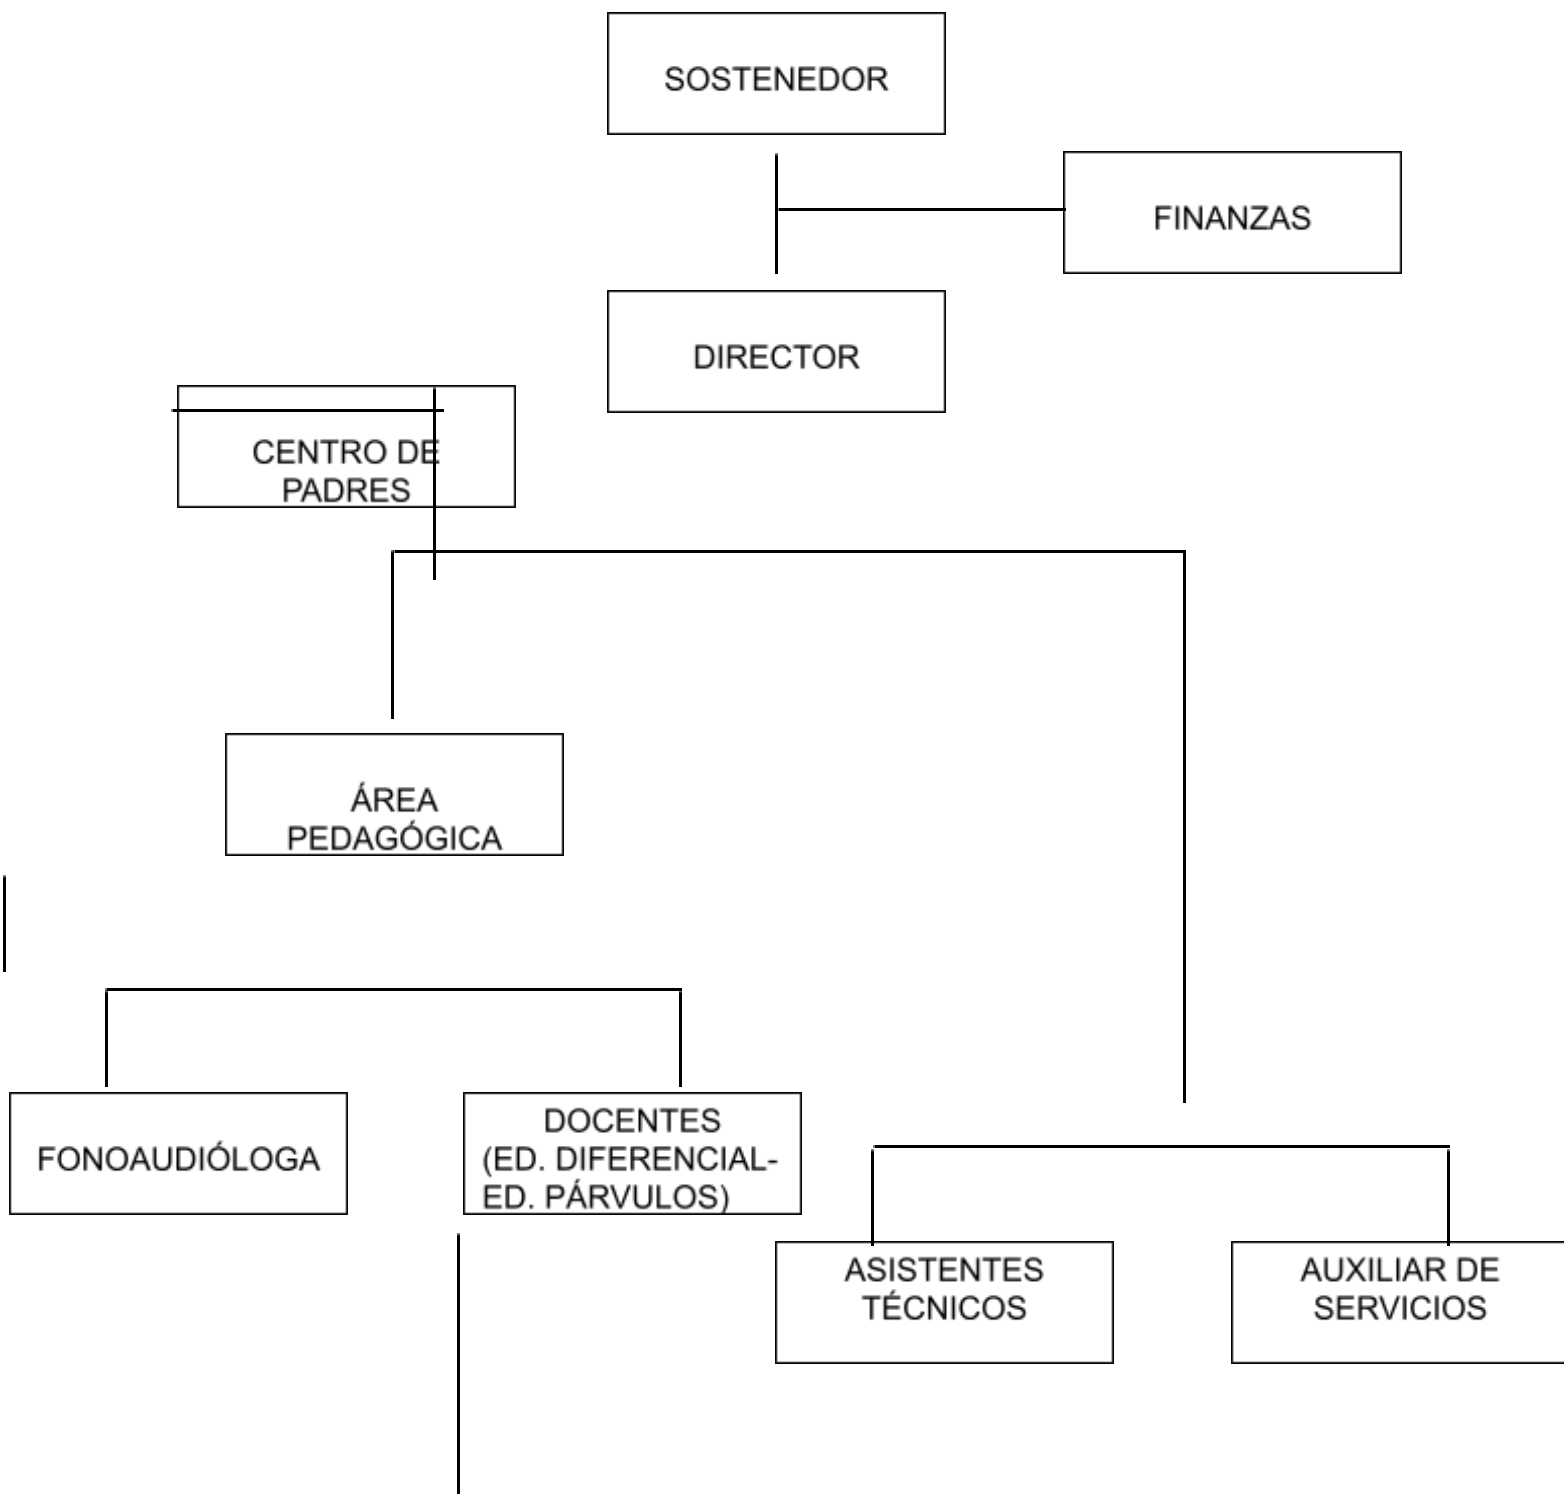 SOSTENEDOR
FINANZAS
DIRECTOR
CENTRO DE
PADRES
ÁREA
PEDAGÓGICA
FONOAUDIÓLOGA
DOCENTES
(ED. DIFERENCIAL-
ED. PÁRVULOS)
ASISTENTES
TÉCNICOS
AUXILIAR DE
SERVICIOS